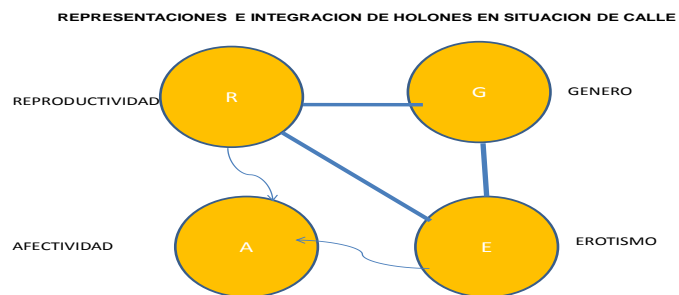 REPRESENTACIONES E INTEGRACION DE HOLONES EN SITUACION DE CALLE
REPRODUCTIVIDAD
R
G
GENERO
AFECTIVIDAD
A
E
EROTISMO